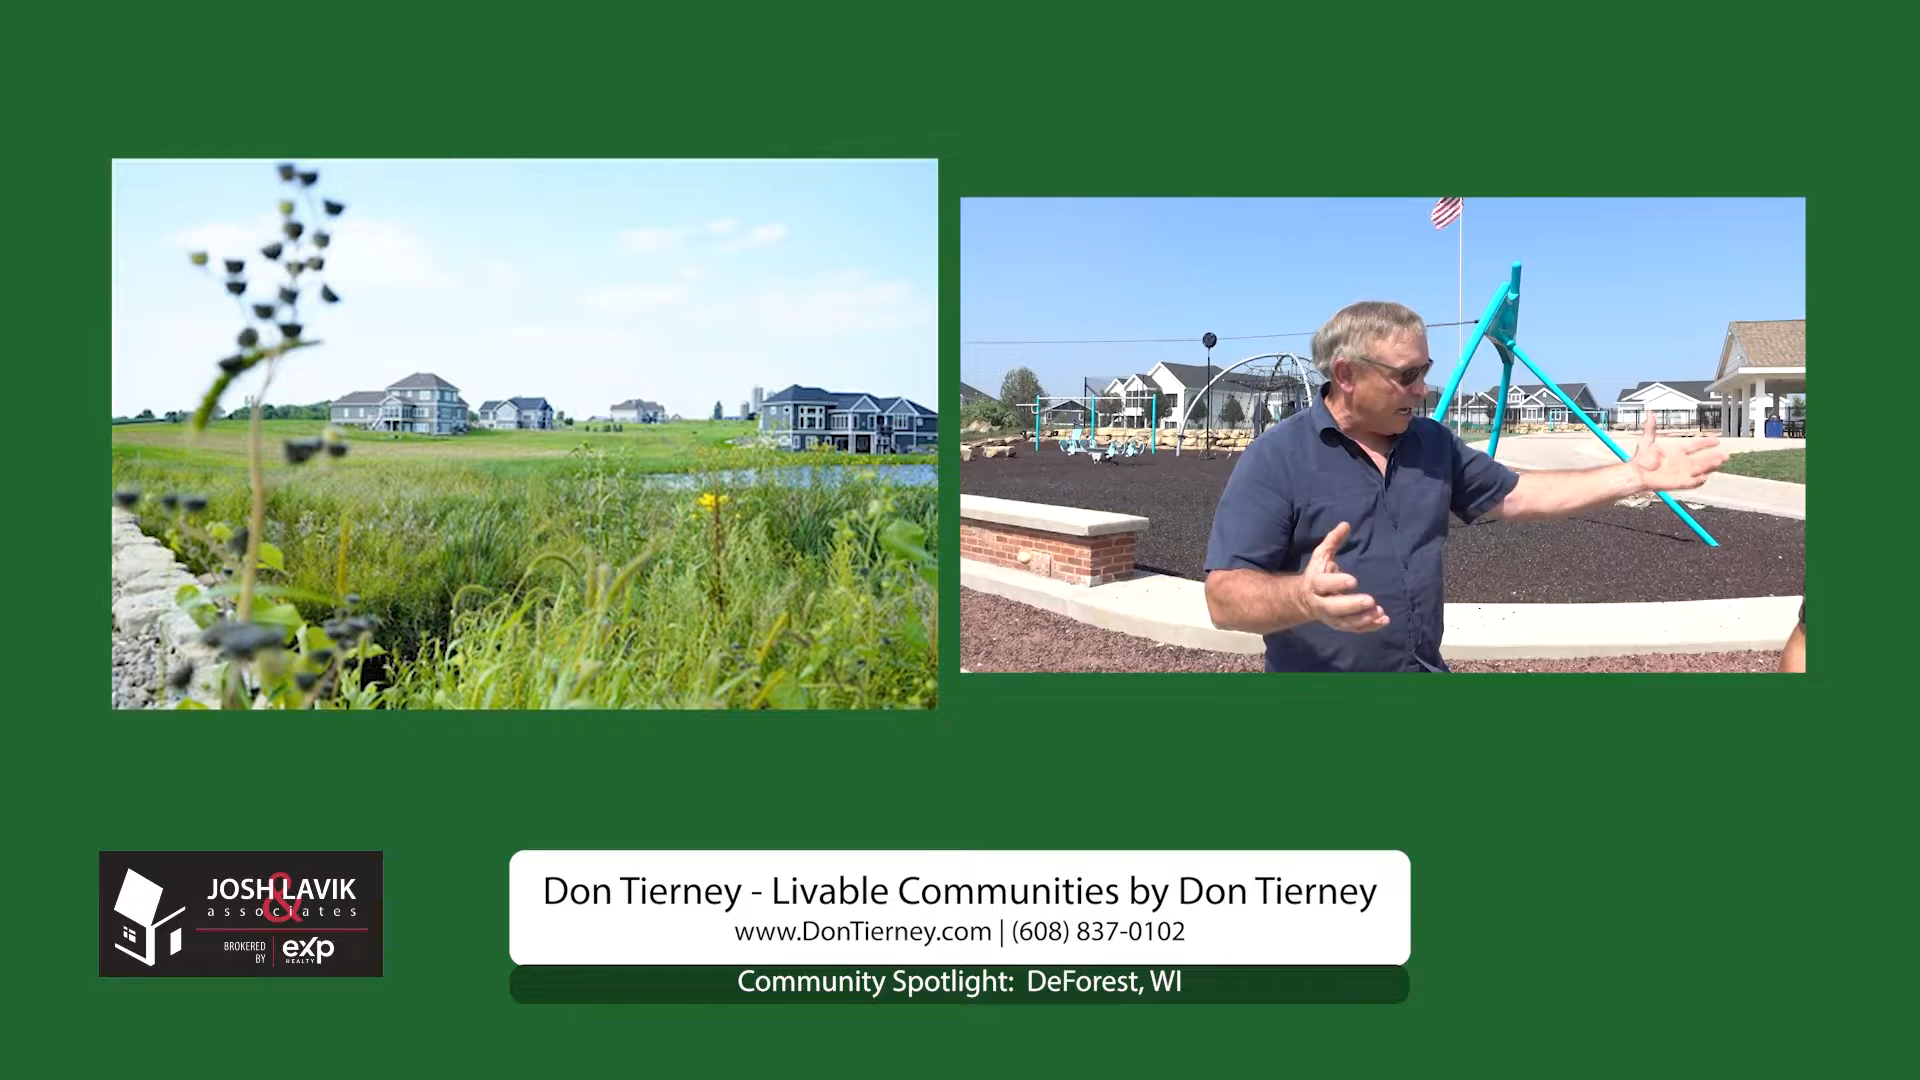 JOSH & LAVIK
associates
BROKERED
BY
exp
REALTY
Don Tierney - Livable Communities by Don Tierney
www.DonTierney.com | (608) 837-0102
Community Spotlight: DeForest, WI